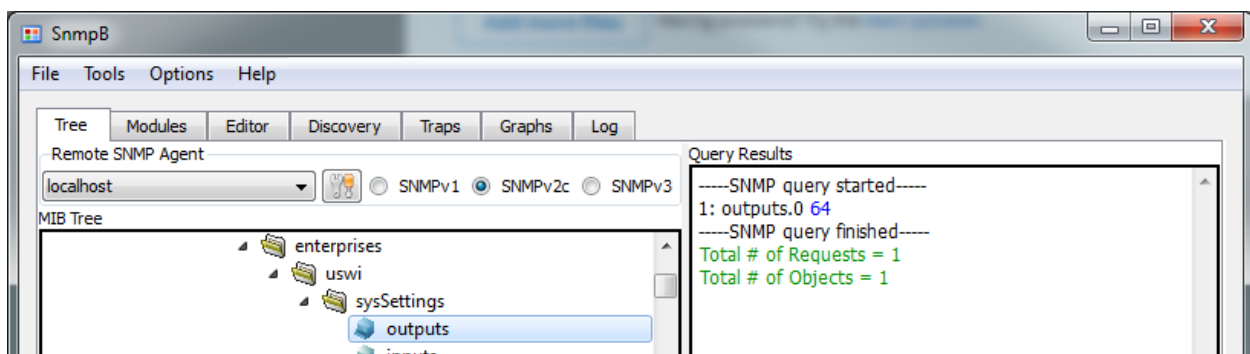 SnmpB
File Tools Options Help
Tree Modules Editor Discovery Traps Graphs Log
Remote SNMP Agent
localhost
SNMPv1 SNMPv2c SNMPv3
MIB Tree
enterprises
uswi
sysSettings
outputs
Query Results
-----SNMP query started-----
1: outputs.0 64
-----SNMP query finished-----
Total # of Requests = 1
Total # of Objects = 1